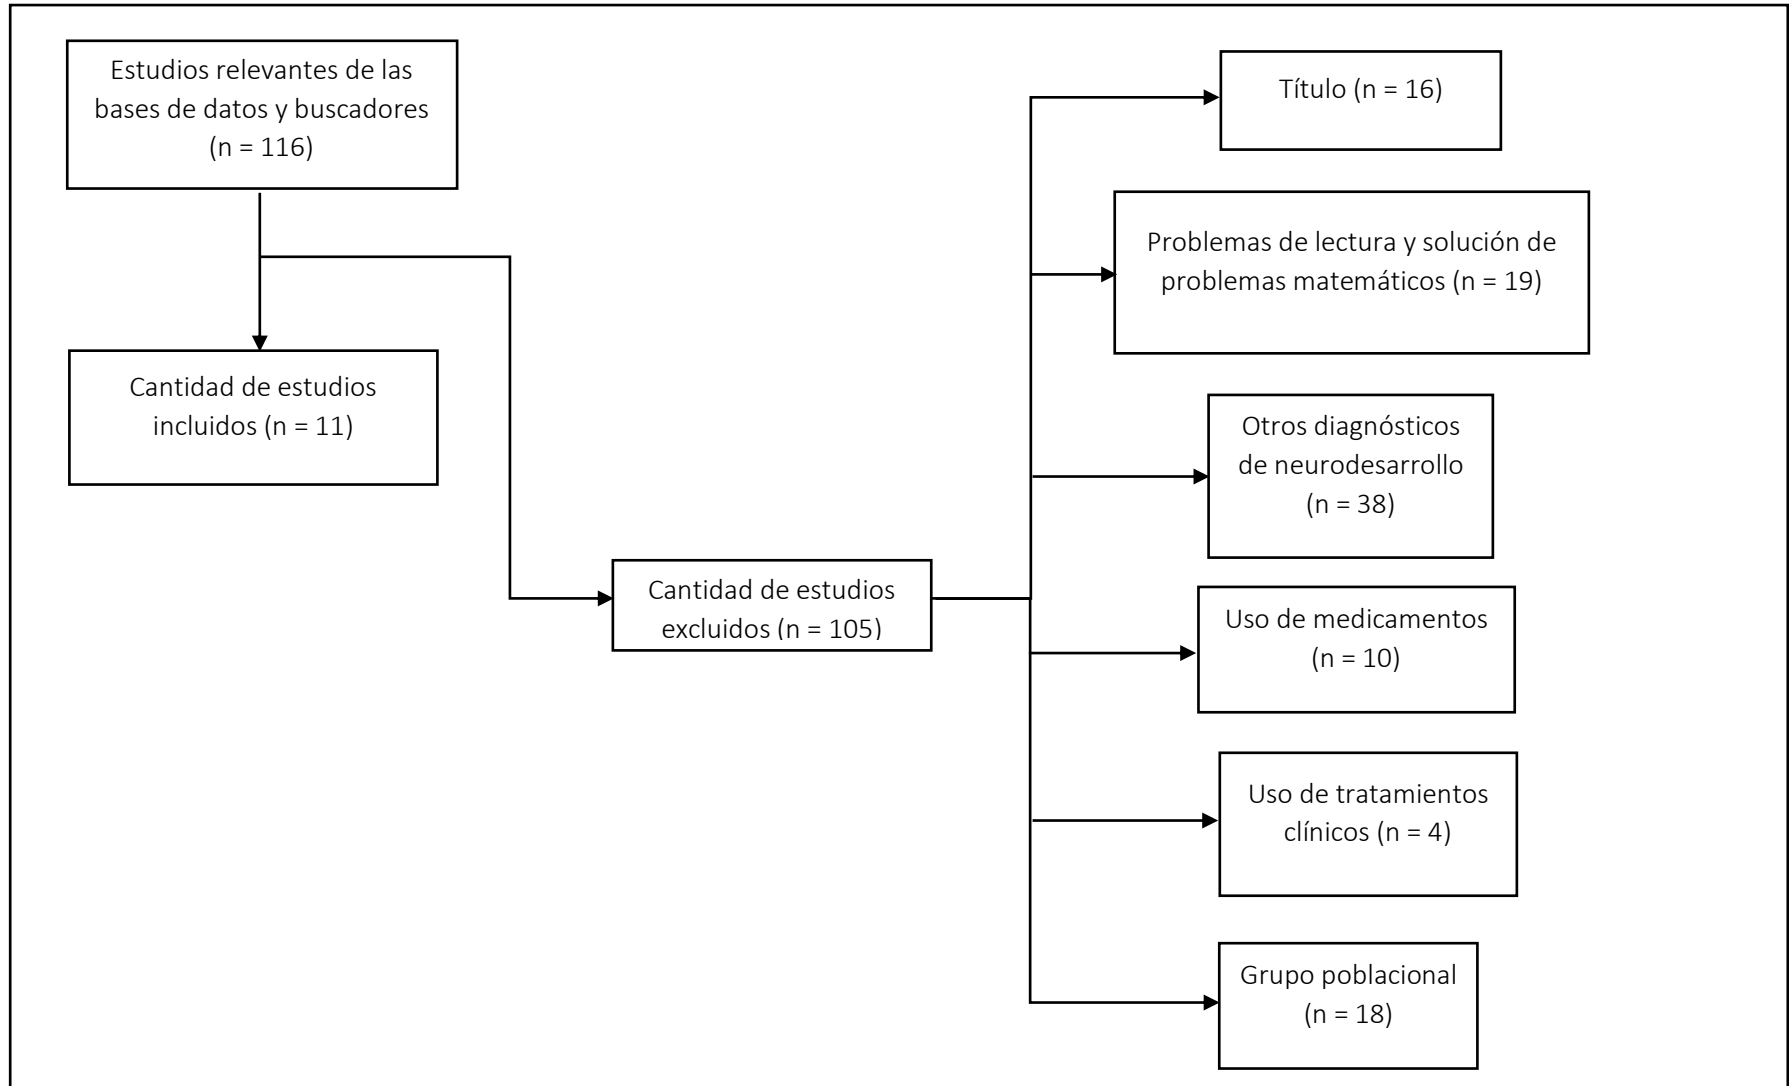 Estudios relevantes de las
bases de datos y buscadores
(n = 116)
Cantidad de estudios
incluidos (n = 11)
Cantidad de estudios
excluidos (n = 105)
Título (n = 16)
Problemas de lectura y solución de
problemas matemáticos (n = 19)
Otros diagnósticos
de neurodesarrollo
(n = 38)
Uso de medicamentos
(n = 10)
Uso de tratamientos
clínicos (n = 4)
Grupo poblacional
(n = 18)